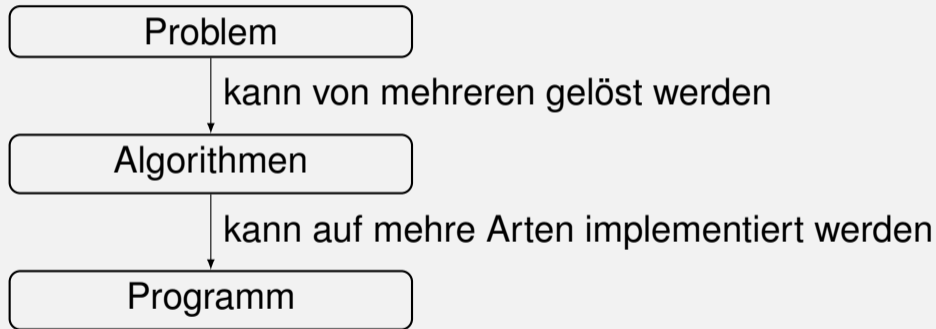 Problem
kann von mehreren gelöst werden
Algorithmen
kann auf mehre Arten implementiert werden
Programm